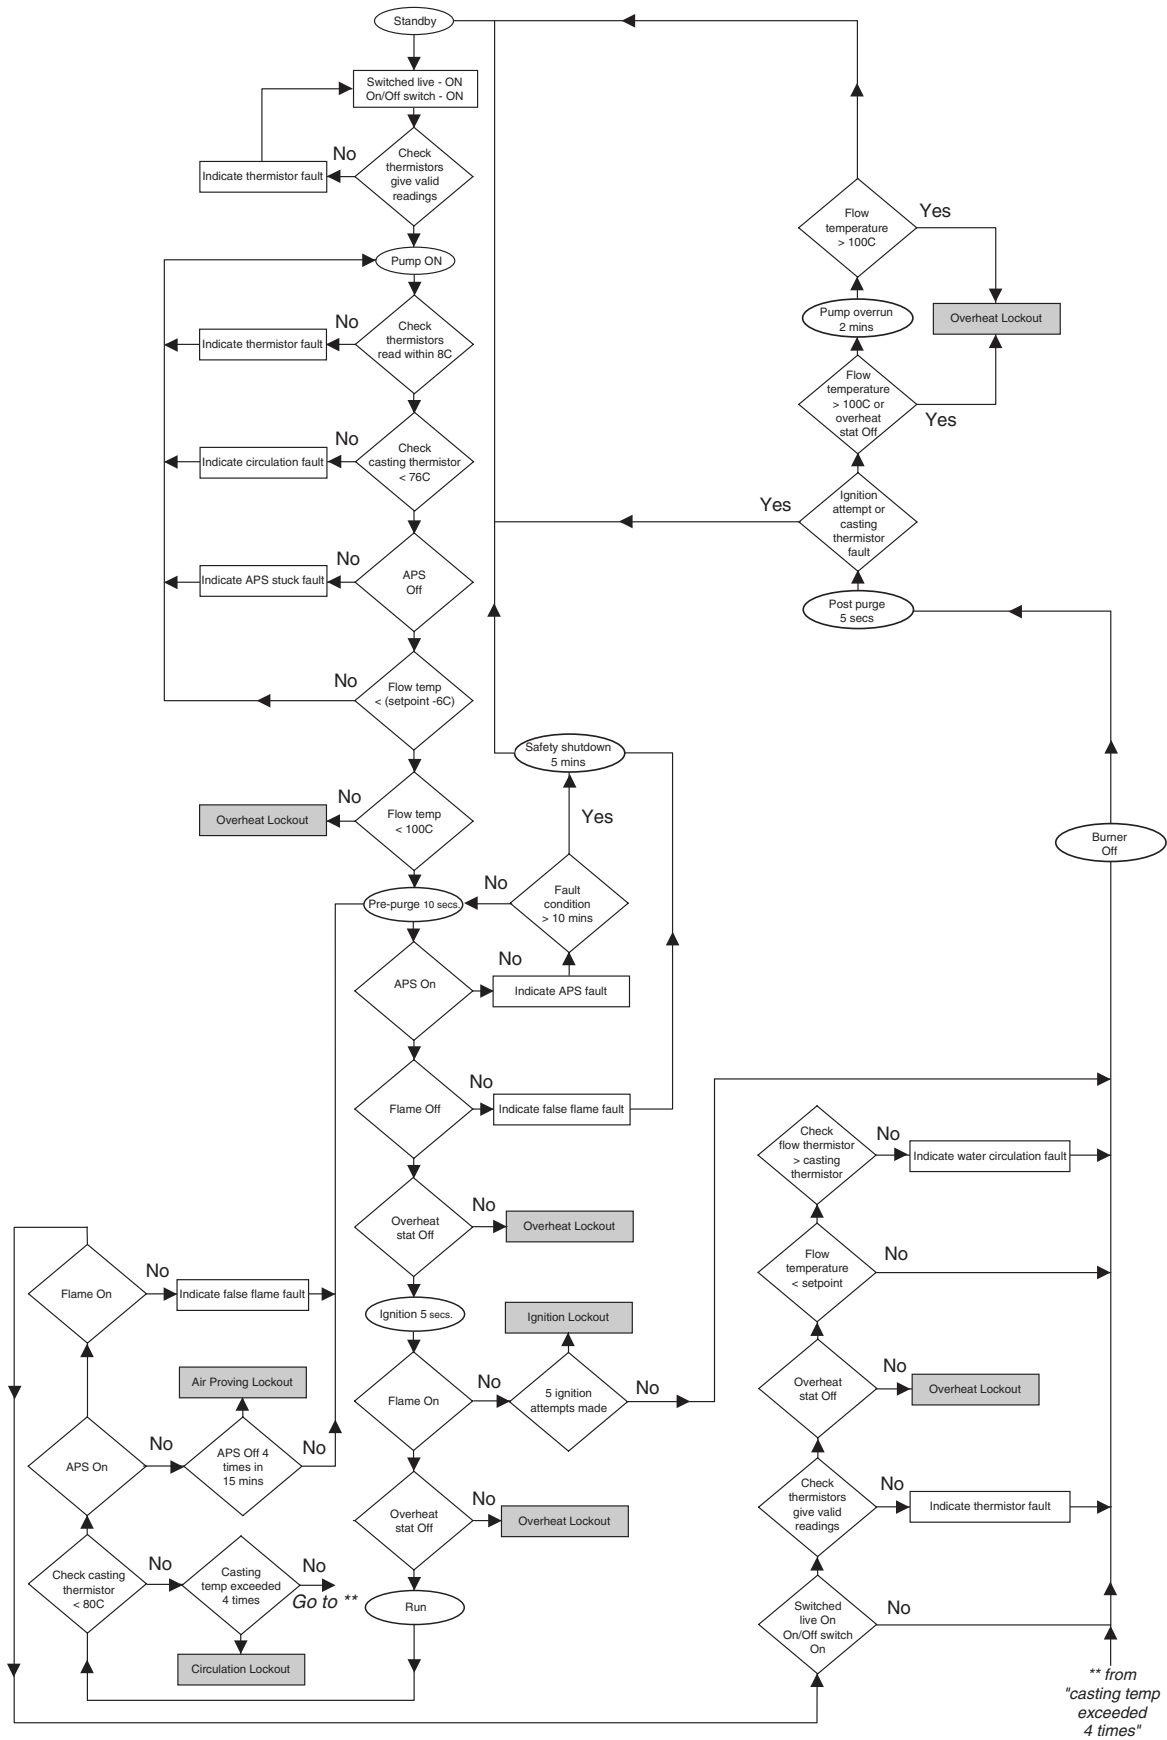 Standby
Switched live - ON
On/Off switch - ON
Check
thermistors
give valid
readings
No
Indicate thermistor fault
Pump ON
Check
thermistors
read within 8C
No
Indicate thermistor fault
Check
casting thermistor
< 76C
No
Indicate circulation fault
APS
Off
No
Indicate APS stuck fault
Flow temp
< (setpoint -6C)
No
Flow temp
< 100C
No
Overheat Lockout
Pre-purge 10 secs.
APS On
No
Indicate APS fault
Fault
condition
> 10 mins
No
Yes
Safety shutdown
5 mins
Flame Off
No
Indicate false flame fault
Overheat
stat Off
No
Overheat Lockout
Ignition 5 secs.
Flame On
No
5 ignition
attempts made
Ignition Lockout
No
Overheat
stat Off
No
Overheat Lockout
Run
Check casting
thermistor
< 80C
No
Casting
temp exceeded
4 times
No
Go to **
Circulation Lockout
APS On
No
APS Off 4
times in
15 mins
No
Air Proving Lockout
Flame On
No
Indicate false flame fault
Switched
live On
On/Off switch
On
No
Check
thermistors
give valid
readings
No
Indicate thermistor fault
Overheat
stat Off
No
Overheat Lockout
Flow
temperature
< setpoint
No
Check
flow thermistor
> casting
thermistor
No
Indicate water circulation fault
** from
"casting temp
exceeded
4 times"
Burner
Off
Post purge
5 secs
Ignition
attempt or
casting
thermistor
fault
Yes
Flow
temperature
> 100C or
overheat
stat Off
Yes
Pump overrun
2 mins
Overheat Lockout
Flow
temperature
> 100C
Yes